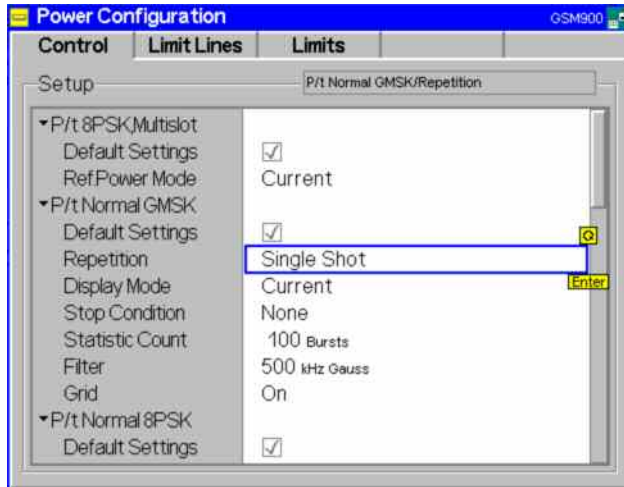 Power Configuration GSM900
Control Limit Lines Limits
Setup P/t Normal GMSK/Repetition
P/t 8PSK,Multislot
Default Settings
Ref.Power Mode Current
P/t Normal GMSK
Default Settings
Repetition Single Shot
Display Mode Current Enter
Stop Condition None
Statistic Count 100 Bursts
Filter 500 kHz Gauss
Grid On
P/t Normal 8PSK
Default Settings